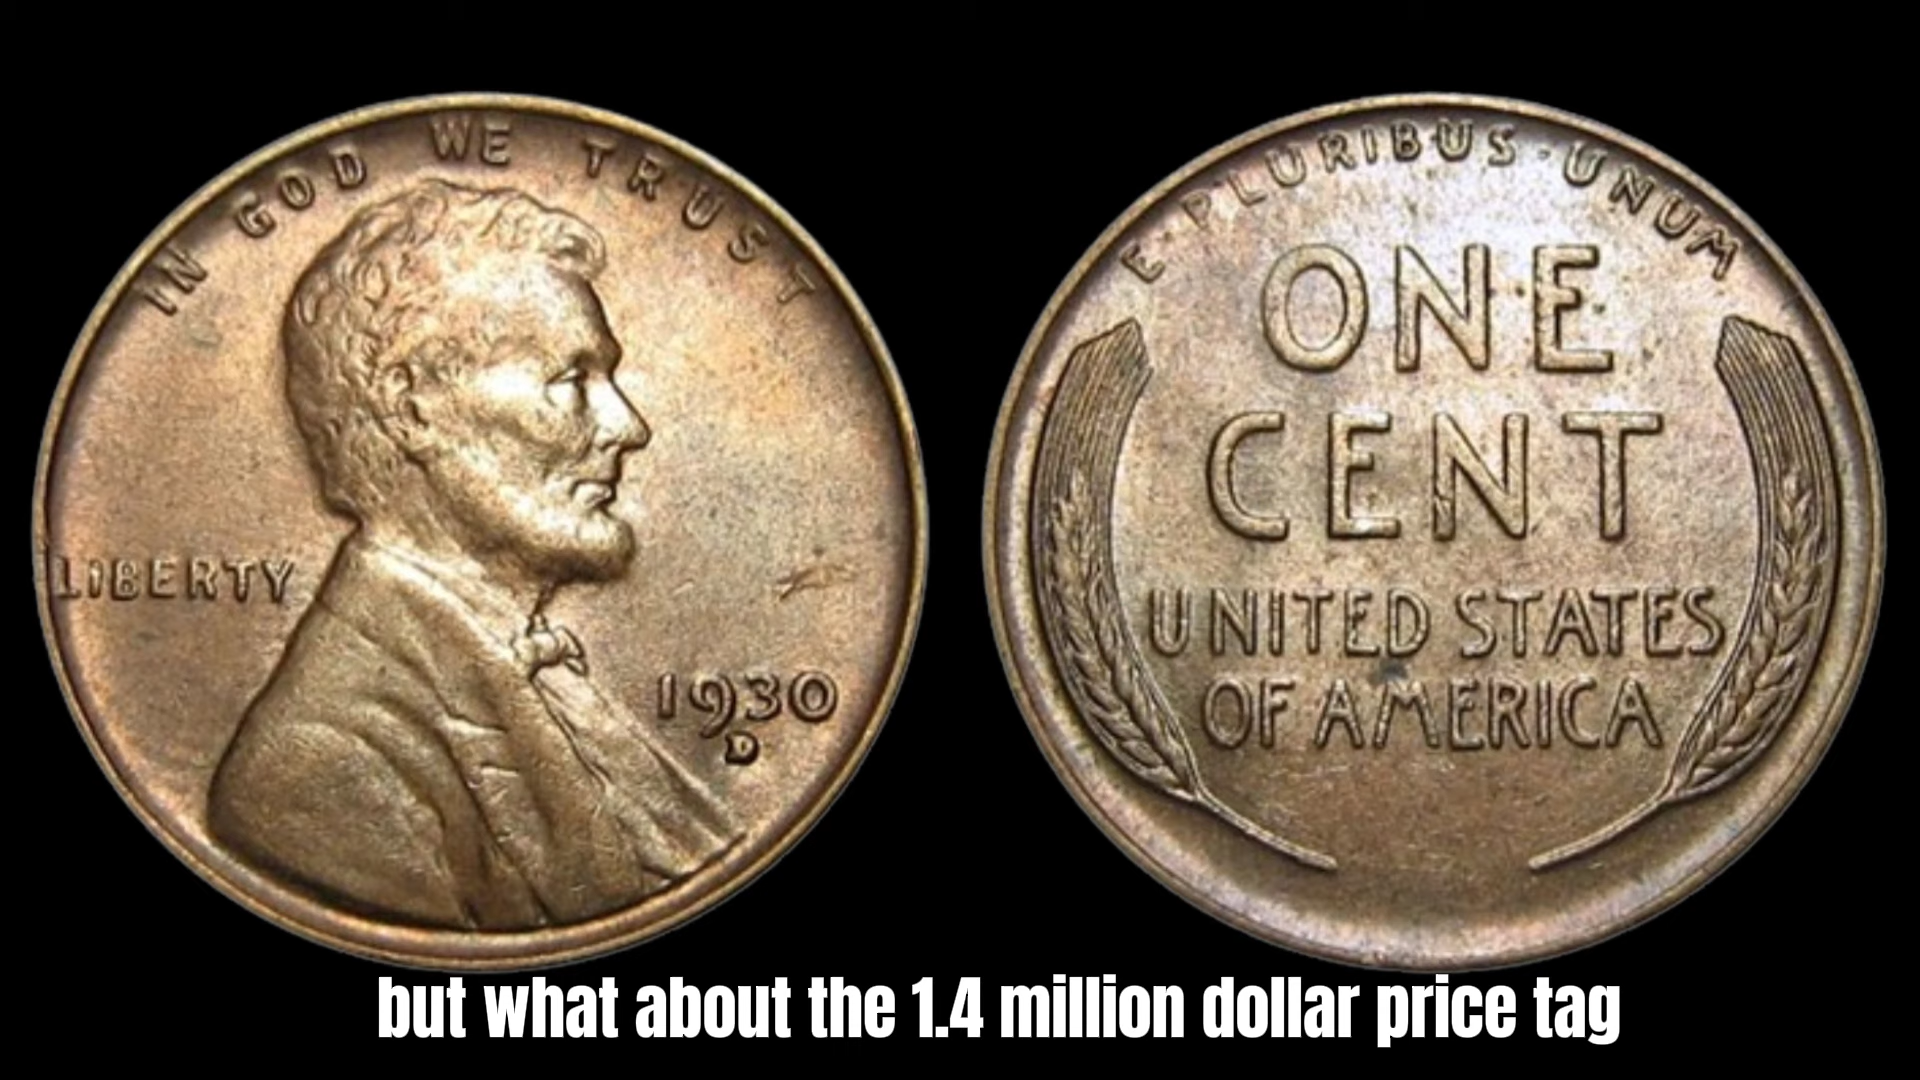 IN GOD WE TRUST
LIBERTY
1930
D
E·PLURIBUS·UNUM
ONE
CENT
UNITED STATES
OF AMERICA
but what about the 1.4 million dollar price tag